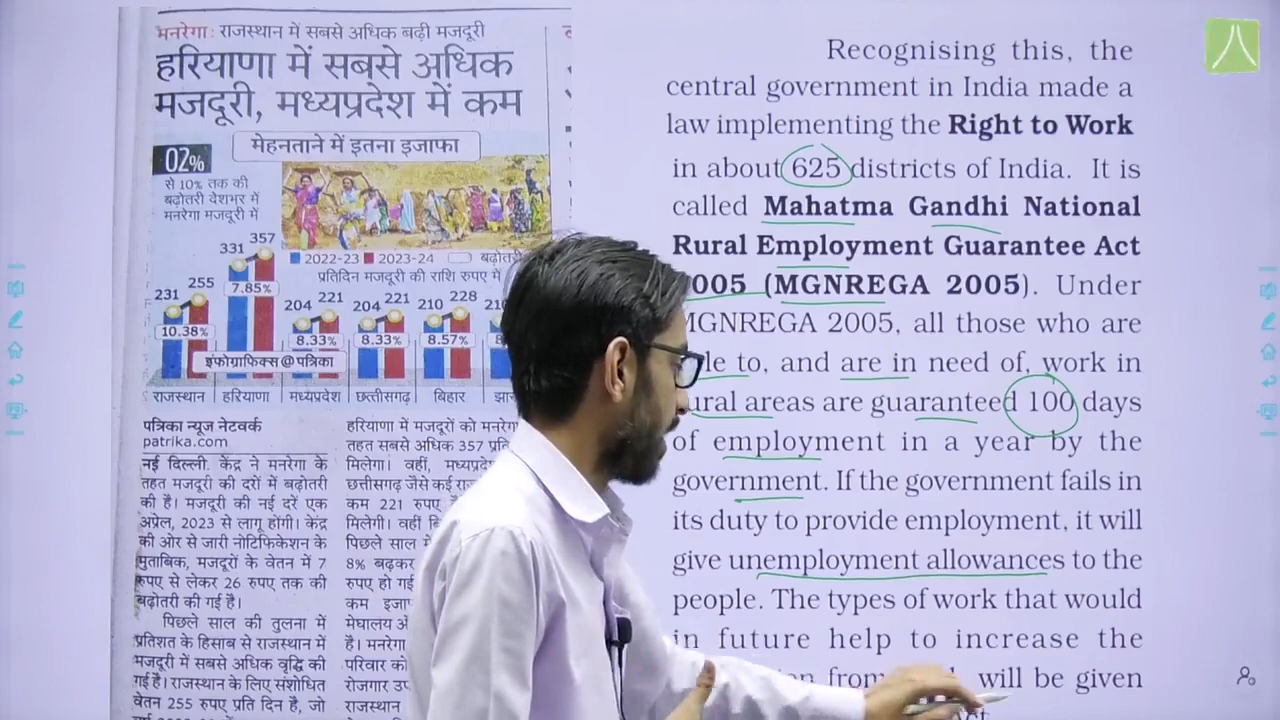 मनरेगा: राजस्थान में सबसे अधिक बढ़ी मजदूरी
हरियाणा में सबसे अधिक
मजदूरी, मध्यप्रदेश में कम
मेहनताने में इतना इजाफा
02%
से 10% तक की
बढ़ोतरी देशभर में
मनरेगा मजदूरी में
2022-23 2023-24 बढ़ोतरी
प्रतिदिन मजदूरी की राशि रुपए में
231 255 331 357 204 221 204 221 210 228
10.38% 7.85% 8.33% 8.33% 8.57%
इंफोग्राफिक्स@पत्रिका
राजस्थान हरियाणा मध्यप्रदेश छत्तीसगढ़ बिहार
पत्रिका न्यूज नेटवर्क
patrika.com
नई दिल्ली. केंद्र ने मनरेगा के
तहत मजदूरी की दरों में बढ़ोतरी
की है। मजदूरी की नई दरें एक
अप्रेल, 2023 से लागू होंगी। केंद्र
की ओर से जारी नोटिफिकेशन के
मुताबिक, मजदूरों के वेतन में 7
रुपए से लेकर 26 रुपए तक की
बढ़ोतरी की गई है।
पिछले साल की तुलना में
प्रतिशत के हिसाब से राजस्थान में
मजदूरी में सबसे अधिक वृद्धि की
गई है। राजस्थान के लिए संशोधित
वेतन 255 रुपए प्रति दिन है, जो
हरियाणा में मजदूरों को मनरेगा
तहत सबसे अधिक 357
मिलेगा। वहीं,
छत्तीसगढ़ जैसे कई
कम 221 रुपए
मिलेगी। वहीं
पिछले साल
8% बढ़कर
रुपए हो गई
कम
मेघालय
है। मनरेगा
परिवार को
रोजगार
राजस्थान
Recognising this, the
central government in India made a
law implementing the Right to Work
in about 625 districts of India. It is
called Mahatma Gandhi National
Rural Employment Guarantee Act
2005 (MGNREGA 2005). Under
MGNREGA 2005, all those who are
to, and are in need of, work in
rural areas are guaranteed 100 days
of employment in a year by the
government. If the government fails in
its duty to provide employment, it will
give unemployment allowances to the
people. The types of work that would
in future help to increase the
from will be given